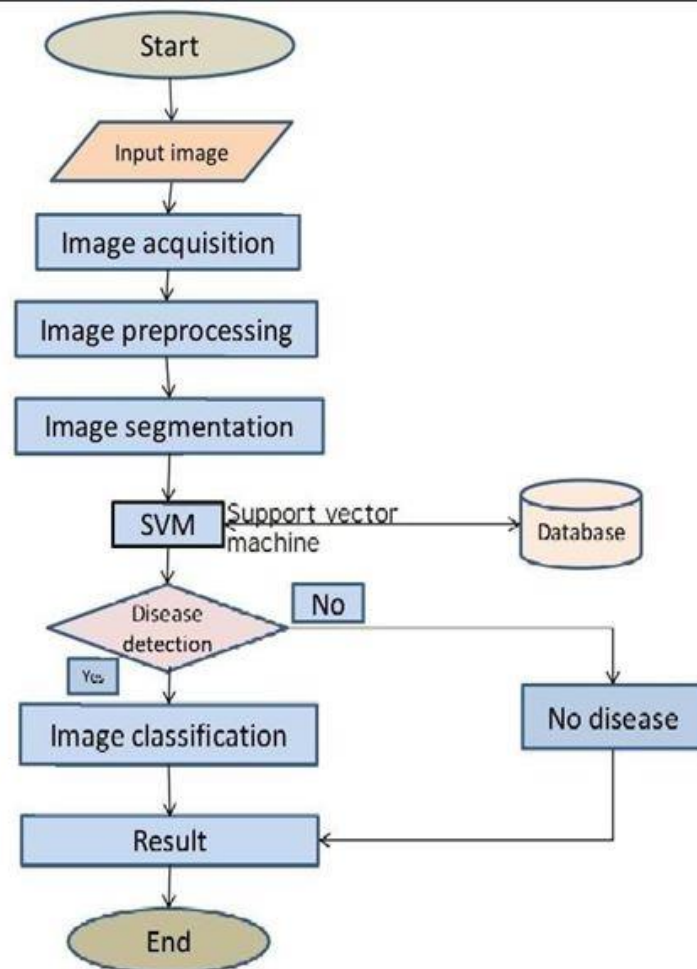 Start
Input image
Image acquisition
Image preprocessing
Image segmentation
SVM
Support vector
machine
Database
Disease
detection
No
Yes
Image classification
No disease
Result
End